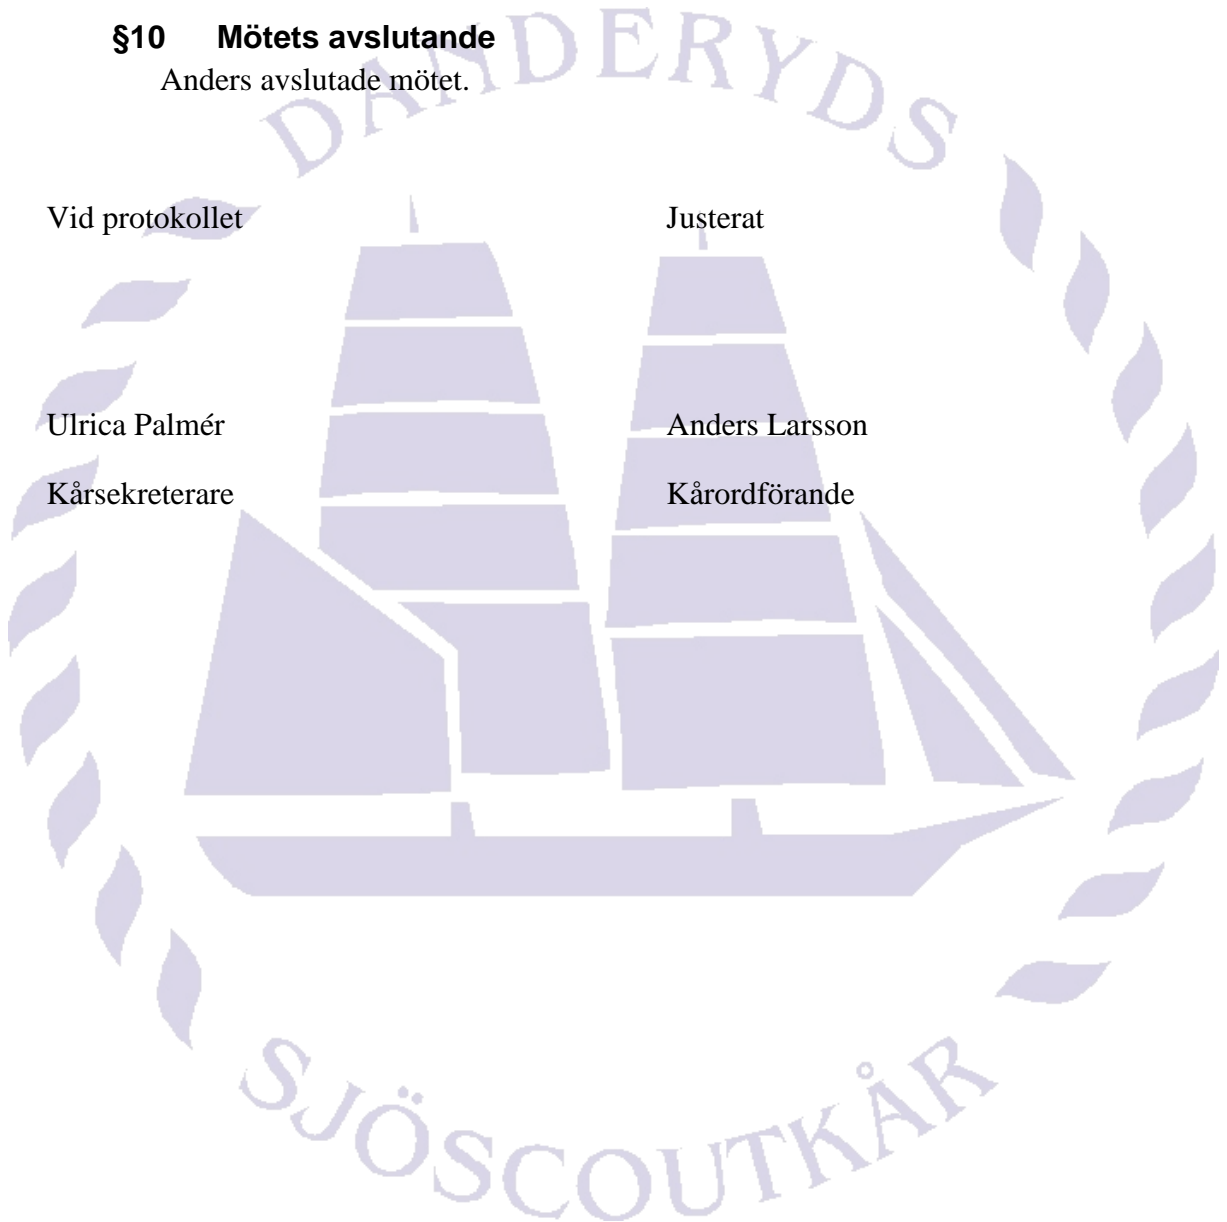 §10 Mötets avslutande
Anders avslutade mötet.
DANDERYDS
Vid protokollet Justerat
Ulrica Palmér Anders Larsson
Kårsekreterare Kårordförande
SJÖSCOUTKÅR